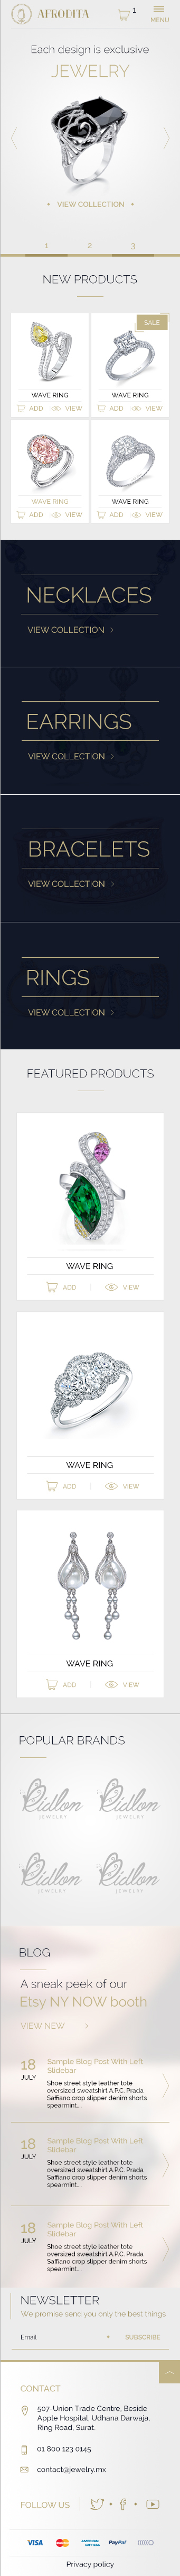 AFRODITA
1
MENU
Each design is exclusive
JEWELRY
+ VIEW COLLECTION +
1 2 3
NEW PRODUCTS
SALE
WAVE RING
ADD VIEW
WAVE RING
ADD VIEW
WAVE RING
ADD VIEW
WAVE RING
ADD VIEW
NECKLACES
VIEW COLLECTION >
EARRINGS
VIEW COLLECTION >
BRACELETS
VIEW COLLECTION >
RINGS
VIEW COLLECTION >
FEATURED PRODUCTS
WAVE RING
ADD VIEW
WAVE RING
ADD VIEW
WAVE RING
ADD VIEW
POPULAR BRANDS
JEWELRY
JEWELRY
JEWELRY
JEWELRY
BLOG
A sneak peek of our
Etsy NY NOW booth
VIEW NEW >
18
JULY
Sample Blog Post With Left
Slidebar
Shoe street style leather tote
oversized sweatshirt A.P.C. Prada
Saffiano crop slipper denim shorts
spearmint...
18
JULY
Sample Blog Post With Left
Slidebar
Shoe street style leather tote
oversized sweatshirt A.P.C. Prada
Saffiano crop slipper denim shorts
spearmint...
18
JULY
Sample Blog Post With Left
Slidebar
Shoe street style leather tote
oversized sweatshirt A.P.C. Prada
Saffiano crop slipper denim shorts
spearmint...
NEWSLETTER
We promise send you only the best things
Email * SUBSCRIBE
CONTACT
507-Union Trade Centre, Beside
Apple Hospital, Udhana Darwaja,
Ring Road, Surat.
01 800 123 0145
contact@jewelry.mx
FOLLOW US
VISA MasterCard AMERICAN EXPRESS PayPal
Privacy policy